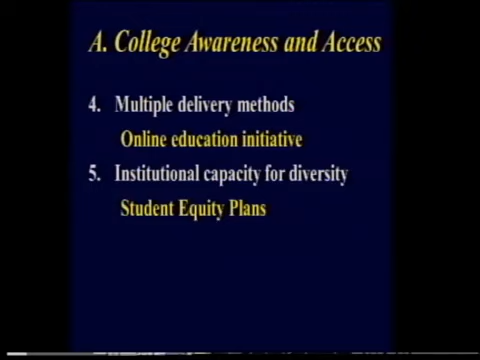 A. College Awareness and Access
4. Multiple delivery methods
Online education initiative
5. Institutional capacity for diversity
Student Equity Plans